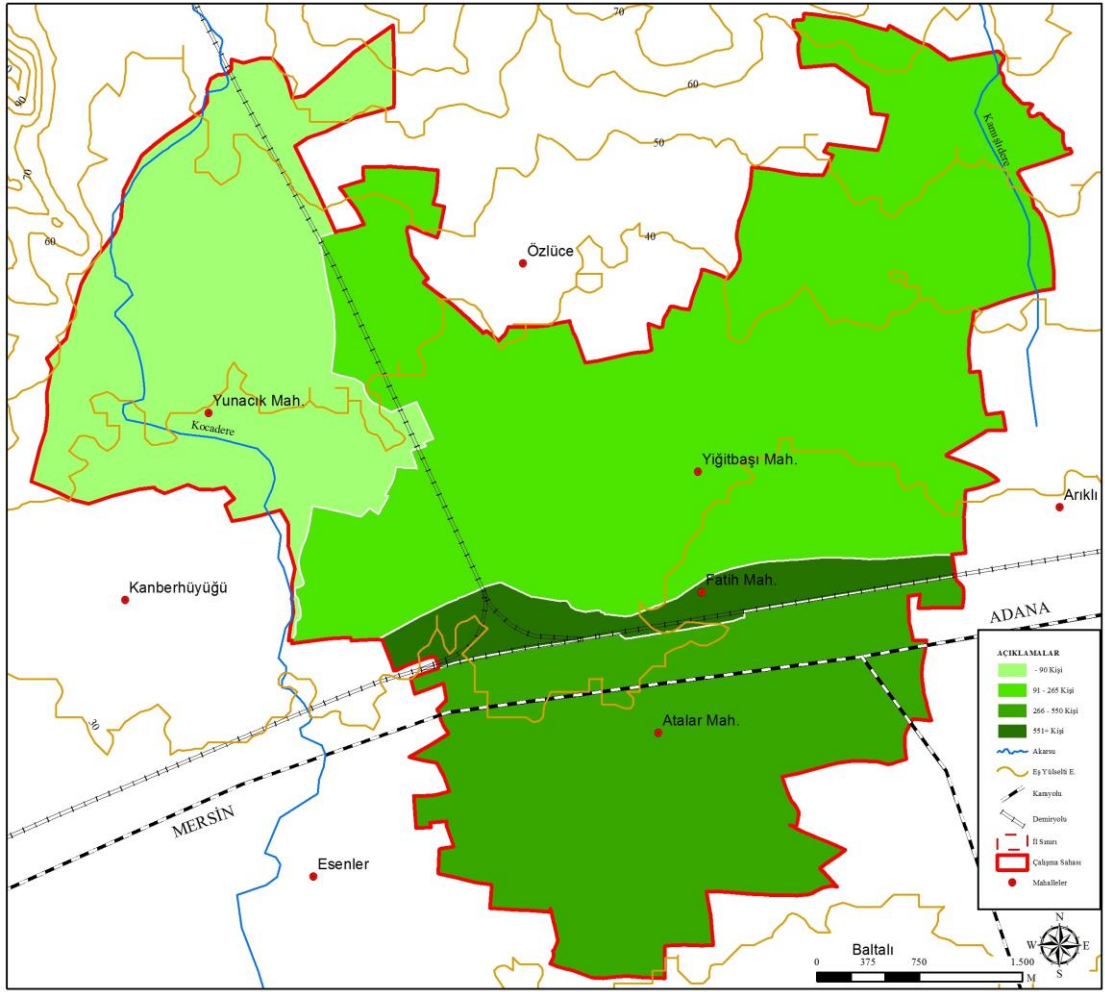 70
90
60
50
Kamışlıdere
70
60
40
Özlüce
Yunacık Mah.
Kocadere
Yiğitbaşı Mah.
Arıklı
Kanberhüyüğü
Fatih Mah.
ADANA
30
Atalar Mah.
MERSİN
Esenler
Baltalı
AÇIKLAMALAR
- 90 Kişi
91 - 265 Kişi
266 - 550 Kişi
551+ Kişi
Akarsu
Eş Yükselti E.
Karayolu
Demiryolu
İl Sınırı
Çalışma Sahası
Mahalleler
N
W E
S
0 375 750 1.500
M